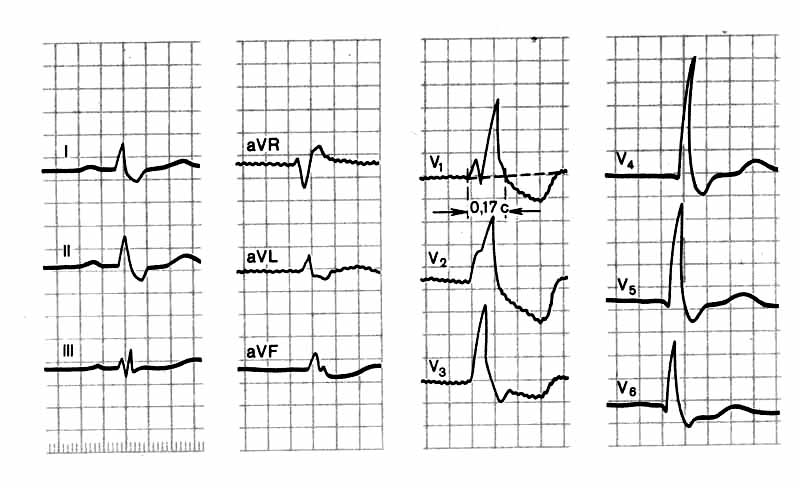 I
II
III
aVR
aVL
aVF
V₁
0,17 c
V₂
V₃
V₄
V₅
V₆